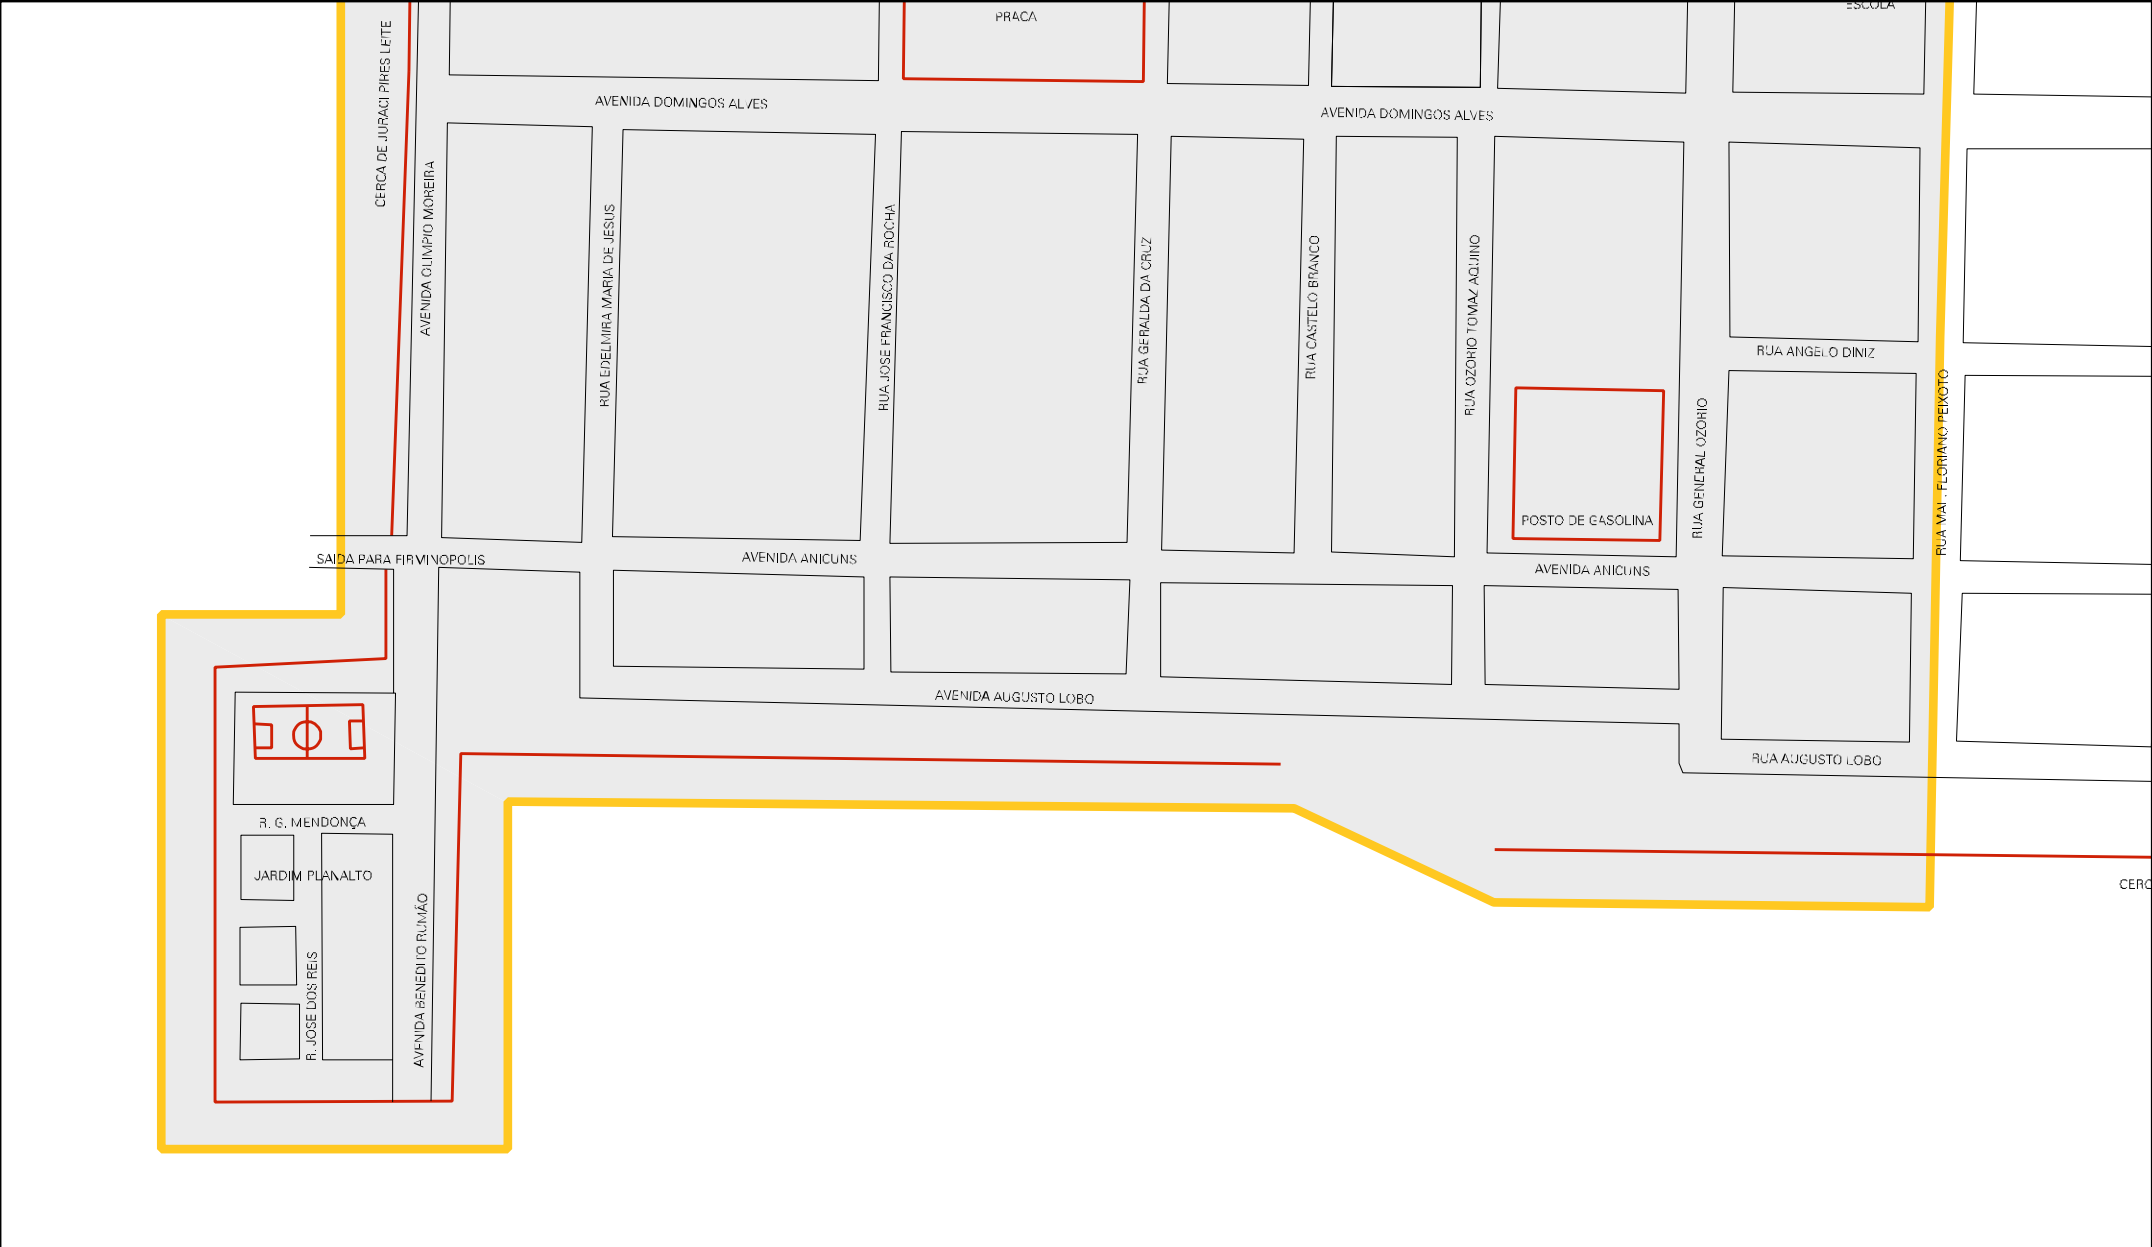 PRACA
ESCOLA
CERCA DE JURACI PIRES LEITE
AVENIDA DOMINGOS ALVES
AVENIDA DOMINGOS ALVES
AVENIDA OLIMPIO MOREIRA
RUA EDELMIRA MARIA DE JESUS
RUA JOSE FRANCISCO DA ROCHA
RUA GERALDA DA CRUZ
RUA CASTELO BRANCO
RUA OZORIO TOMAZ AQUINO
RUA ANGELO DINIZ
RUA GENERAL OZORIO
RUA MAL. FLORIANO PEIXOTO
POSTO DE GASOLINA
SAIDA PARA FIRMINOPOLIS
AVENIDA ANICUNS
AVENIDA ANICUNS
AVENIDA AUGUSTO LOBO
RUA AUGUSTO LOBO
R. G. MENDONÇA
JARDIM PLANALTO
CERC
AVENIDA BENEDITO RUMÃO
R. JOSE DOS REIS